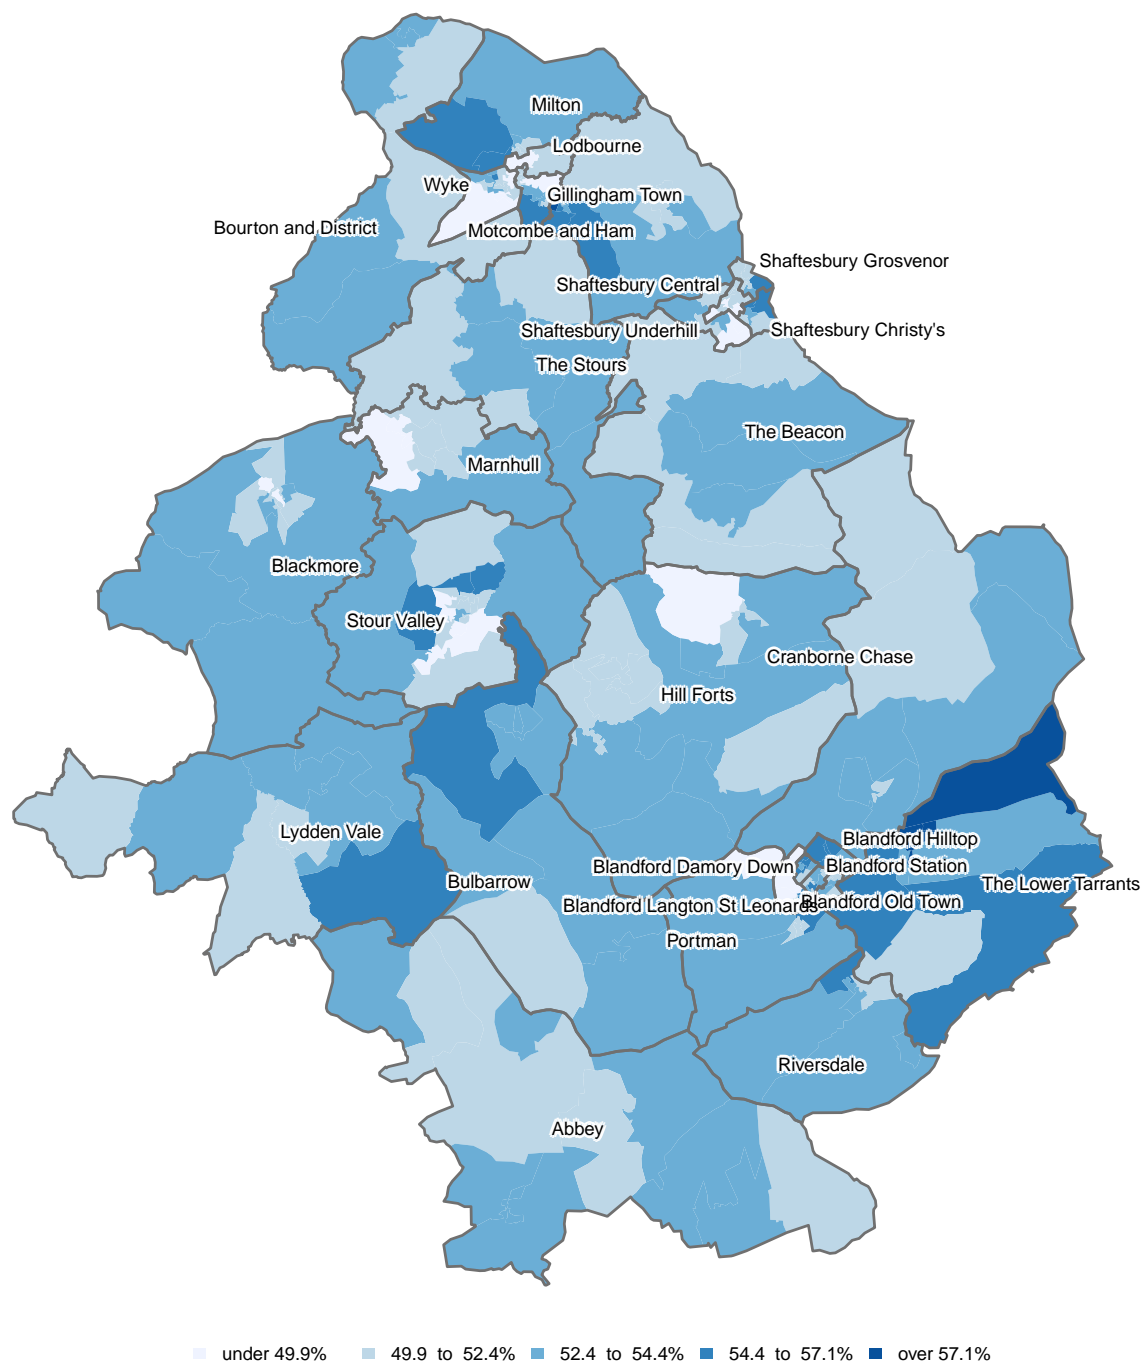 Milton
Lodbourne
Wyke
Gillingham Town
Bourton and District
Motcombe and Ham
Shaftesbury Grosvenor
Shaftesbury Central
Shaftesbury Underhill
Shaftesbury Christy's
The Stours
The Beacon
Marnhull
Blackmore
Stour Valley
Cranborne Chase
Hill Forts
Lydden Vale
Blandford Hilltop
Blandford Damory Down
Blandford Station
Bulbarrow
The Lower Tarrants
Blandford Langton St Leonards
Blandford Old Town
Portman
Riversdale
Abbey
under 49.9% 49.9 to 52.4% 52.4 to 54.4% 54.4 to 57.1% over 57.1%